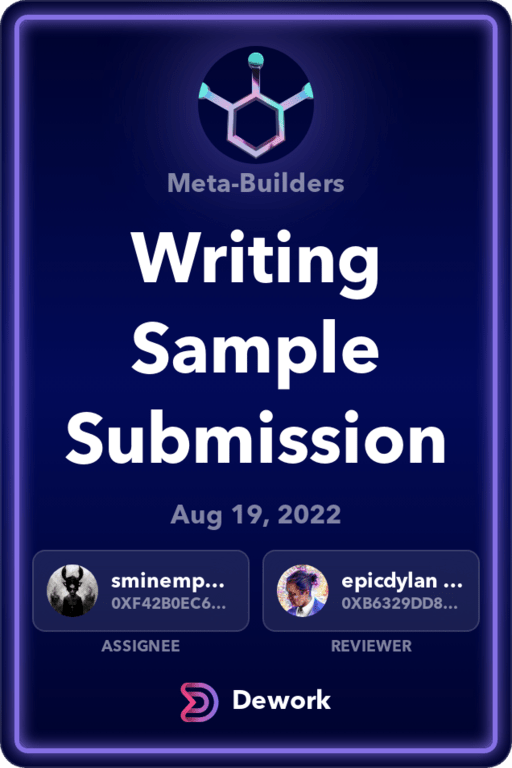 Meta-Builders
Writing
Sample
Submission
Aug 19, 2022
sminemp...
0XF42B0EC6...
ASSIGNEE
epicdylan ...
0XB6329DD8...
REVIEWER
Dework